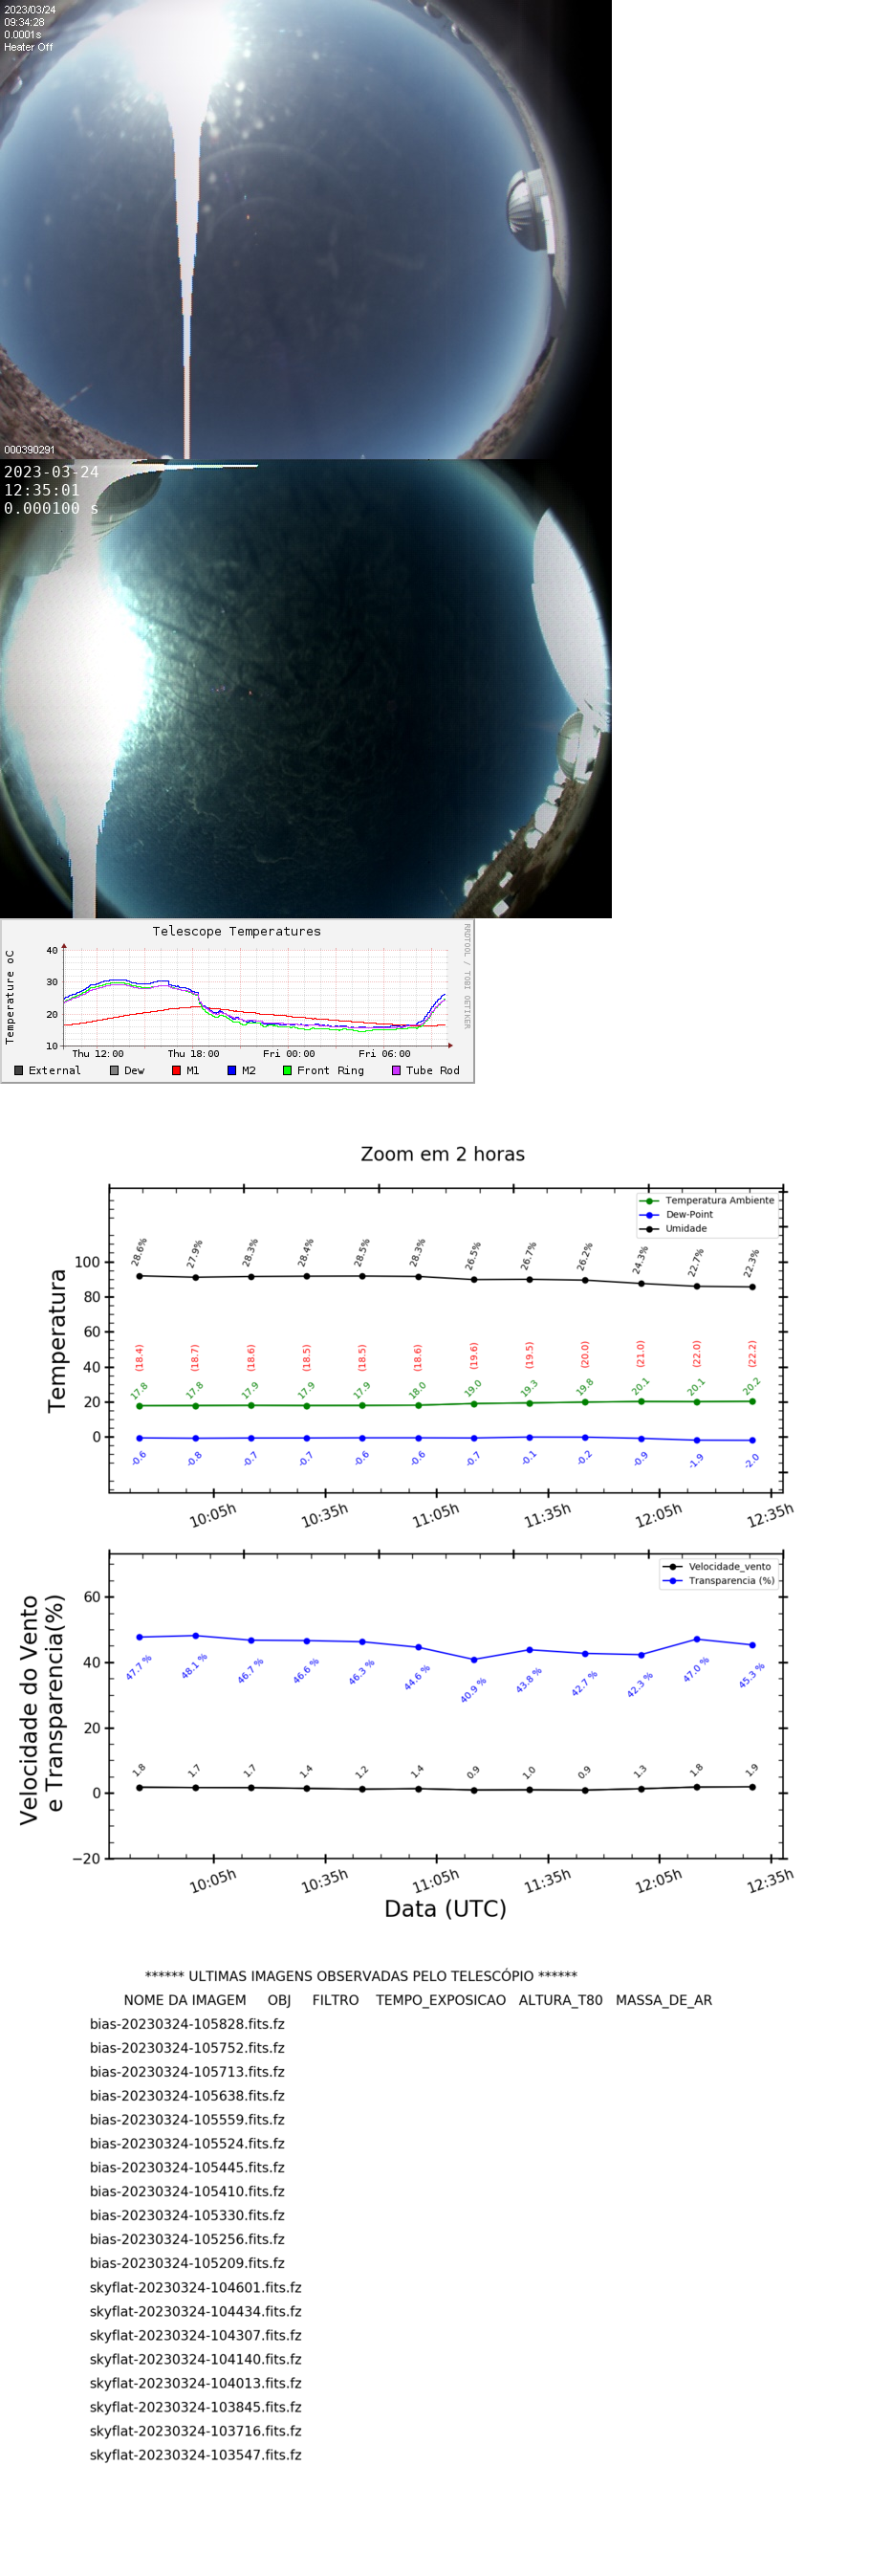 2023/03/24
09:34:28
0.0001s
Heater Off
000390291
2023-03-24
12:35:01
0.000100 s
Telescope Temperatures
RRDTOOL / TOBI OETIKER
Temperature oC
40
30
20
10
Thu 12:00 Thu 18:00 Fri 00:00 Fri 06:00
External Dew M1 M2 Front Ring Tube Rod
Zoom em 2 horas
Temperatura Ambiente
Dew-Point
Umidade
Temperatura
100
80
60
40
20
0
28.6% 27.9% 28.3% 28.4% 28.5% 28.3% 26.5% 26.7% 26.2% 24.3% 22.7% 22.3%
(18.4) (18.7) (18.6) (18.5) (18.5) (18.6) (19.6) (19.5) (20.0) (21.0) (22.0) (22.2)
17.8 17.8 17.9 17.9 17.9 18.0 19.0 19.3 19.8 20.1 20.1 20.2
-0.6 -0.8 -0.7 -0.7 -0.6 -0.6 -0.7 -0.1 -0.2 -0.9 -1.9 -2.0
10:05h 10:35h 11:05h 11:35h 12:05h 12:35h
Velocidade_vento
Transparencia (%)
Velocidade do Vento
e Transparencia(%)
60
40
20
0
−20
47.7 % 48.1 % 46.7 % 46.6 % 46.3 % 44.6 % 40.9 % 43.8 % 42.7 % 42.3 % 47.0 % 45.3 %
1.8 1.7 1.7 1.4 1.2 1.4 0.9 1.0 0.9 1.3 1.8 1.9
10:05h 10:35h 11:05h 11:35h 12:05h 12:35h
Data (UTC)
****** ULTIMAS IMAGENS OBSERVADAS PELO TELESCÓPIO ******
NOME DA IMAGEM OBJ FILTRO TEMPO_EXPOSICAO ALTURA_T80 MASSA_DE_AR
bias-20230324-105828.fits.fz
bias-20230324-105752.fits.fz
bias-20230324-105713.fits.fz
bias-20230324-105638.fits.fz
bias-20230324-105559.fits.fz
bias-20230324-105524.fits.fz
bias-20230324-105445.fits.fz
bias-20230324-105410.fits.fz
bias-20230324-105330.fits.fz
bias-20230324-105256.fits.fz
bias-20230324-105209.fits.fz
skyflat-20230324-104601.fits.fz
skyflat-20230324-104434.fits.fz
skyflat-20230324-104307.fits.fz
skyflat-20230324-104140.fits.fz
skyflat-20230324-104013.fits.fz
skyflat-20230324-103845.fits.fz
skyflat-20230324-103716.fits.fz
skyflat-20230324-103547.fits.fz